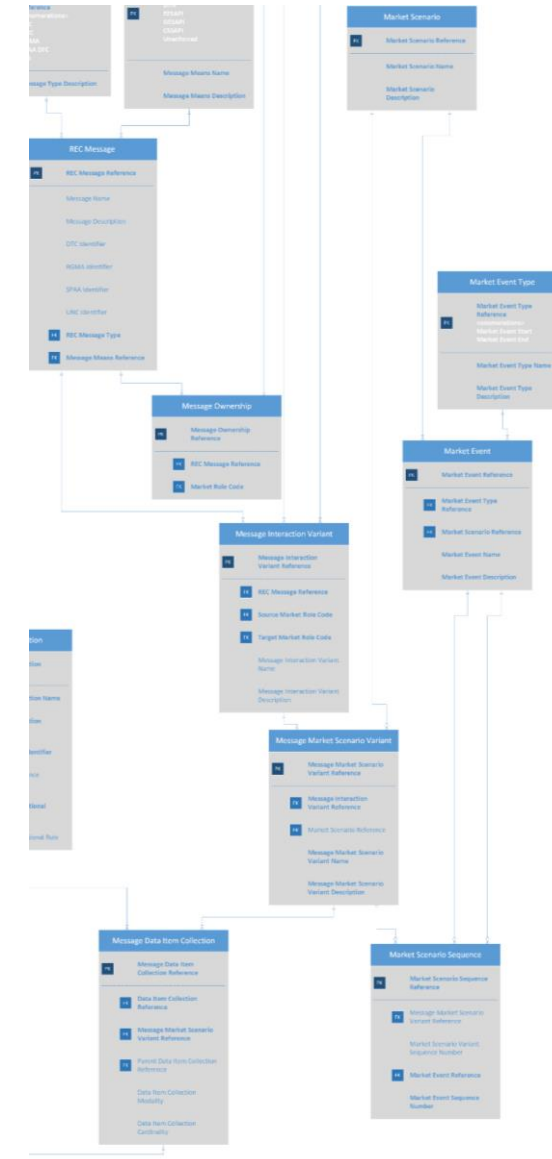 Reference
Message Type Description
PK
EDIAPI
CSVAPI
Unaffirmed
Message Means Name
Message Means Description
Market Scenario
PK
Market Scenario Reference
Market Scenario Name
Market Scenario
Description
REC Message
PK
REC Message Reference
Message Name
Message Description
DTC Identifier
RGMA Identifier
SPAA Identifier
UNC Identifier
FK
REC Message Type
FK
Message Means Reference
Market Event Type
PK
Market Event Type
Reference
<enumeration>
Market Event Start
Market Event End
Market Event Type Name
Market Event Type
Description
Message Ownership
PK
Message Ownership
Reference
FK
REC Message Reference
FK
Market Role Code
Market Event
PK
Market Event Reference
FK
Market Event Type
Reference
FK
Market Scenario Reference
Market Event Name
Market Event Description
Message Interaction Variant
PK
Message Interaction
Variant Reference
FK
REC Message Reference
FK
Source Market Role Code
FK
Target Market Role Code
Message Interaction Variant
Name
Message Interaction Variant
Description
Message Market Scenario Variant
PK
Message Market Scenario
Variant Reference
FK
Message Interaction
Variant Reference
FK
Market Scenario Reference
Message Market Scenario
Variant Name
Message Market Scenario
Variant Description
Message Data Item Collection
PK
Message Data Item
Collection Reference
FK
Data Item Collection
Reference
FK
Message Market Scenario
Variant Reference
FK
Parent Data Item Collection
Reference
Data Item Collection
Modality
Data Item Collection
Cardinality
Market Scenario Sequence
PK
Market Scenario Sequence
Reference
FK
Message Market Scenario
Variant Reference
Market Scenario Variant
Sequence Number
FK
Market Event Reference
Market Event Sequence
Number